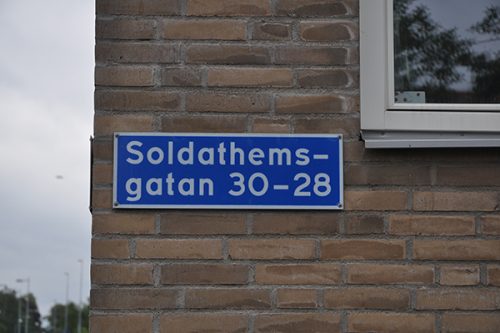 Soldathems-
gatan 30-28